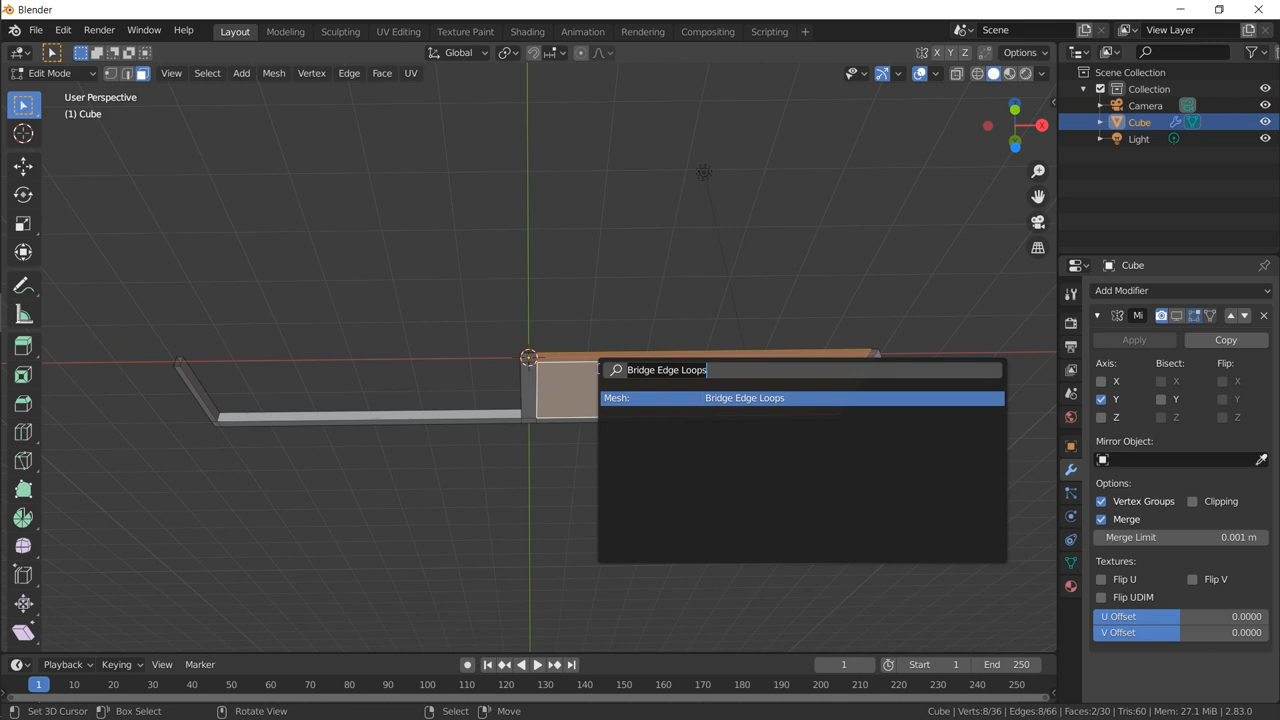 Blender
File Edit Render Window Help Layout Modeling Sculpting UV Editing Texture Paint Shading Animation Rendering Compositing Scripting + Scene View Layer
Global X Y Z Options
Edit Mode View Select Add Mesh Vertex Edge Face UV
User Perspective
(1) Cube
X
Scene Collection
Collection
Camera
Cube
Light
Cube
Add Modifier
Mi
Apply Copy
Axis: Bisect: Flip:
X X X
Y Y Y
Z Z Z
Mirror Object:
Options:
Vertex Groups Clipping
Merge
Merge Limit 0.001 m
Textures:
Flip U Flip V
Flip UDIM
U Offset 0.0000
V Offset 0.0000
Bridge Edge Loops
Mesh: Bridge Edge Loops
Playback Keying View Marker 1 Start 1 End 250
1 10 20 30 40 50 60 70 80 90 100 110 120 130 140 150 160 170 180 190 200 210 220 230 240 250
Set 3D Cursor Box Select Rotate View Select Move Cube | Verts:8/36 | Edges:8/66 | Faces:2/30 | Tris:60 | Mem: 27.1 MiB | 2.83.0